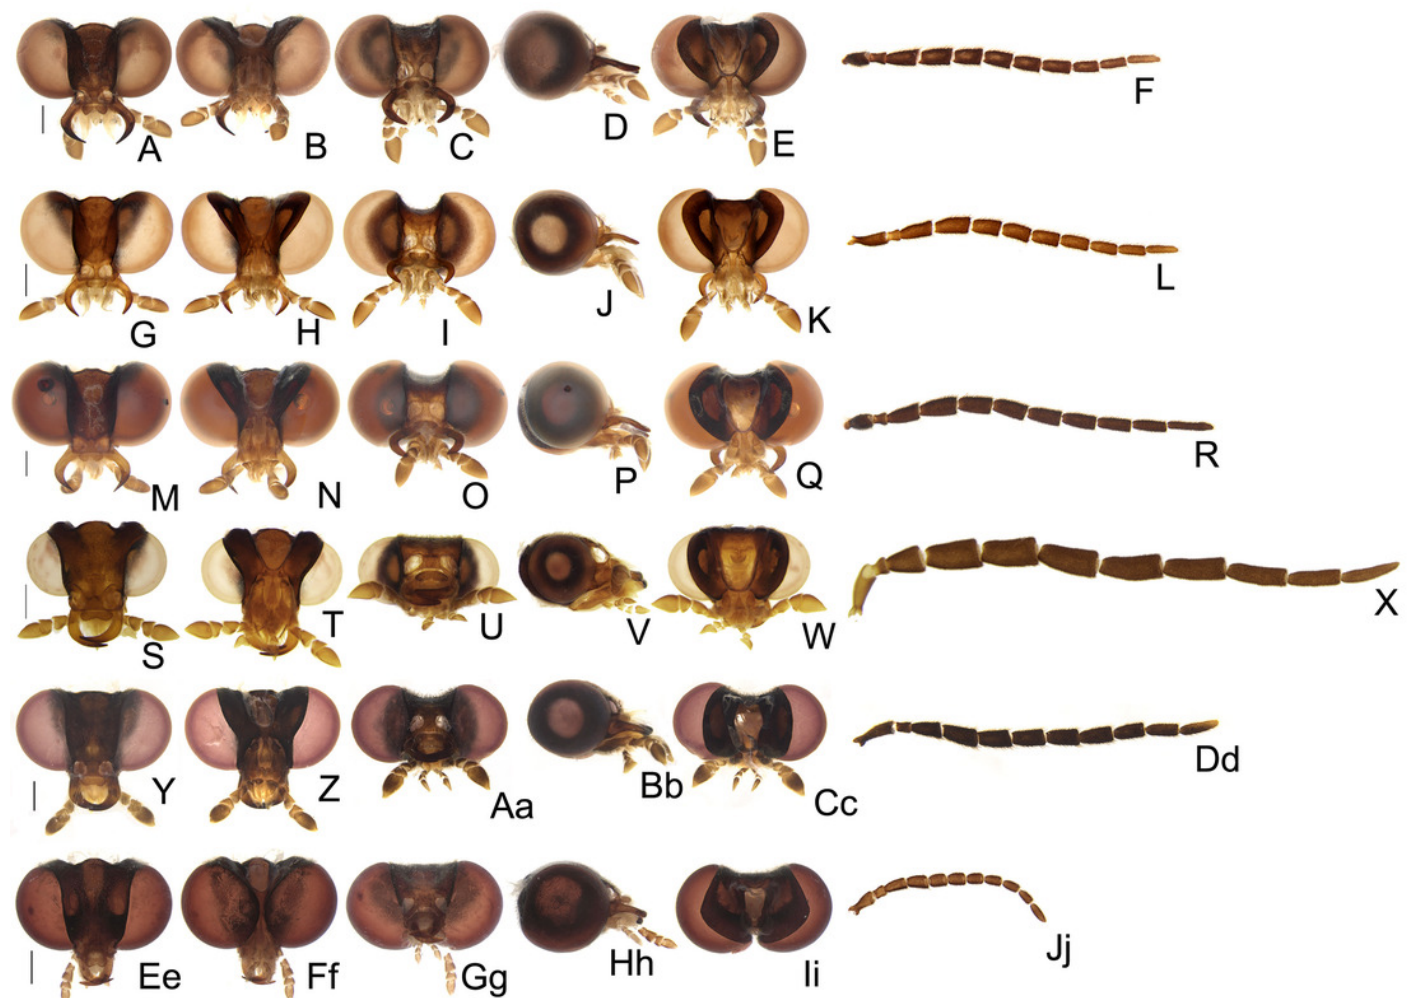 A B C D E F
G H I J K L
M N O P Q R
S T U V W X
Y Z Aa Bb Cc Dd
Ee Ff Gg Hh Ii Jj